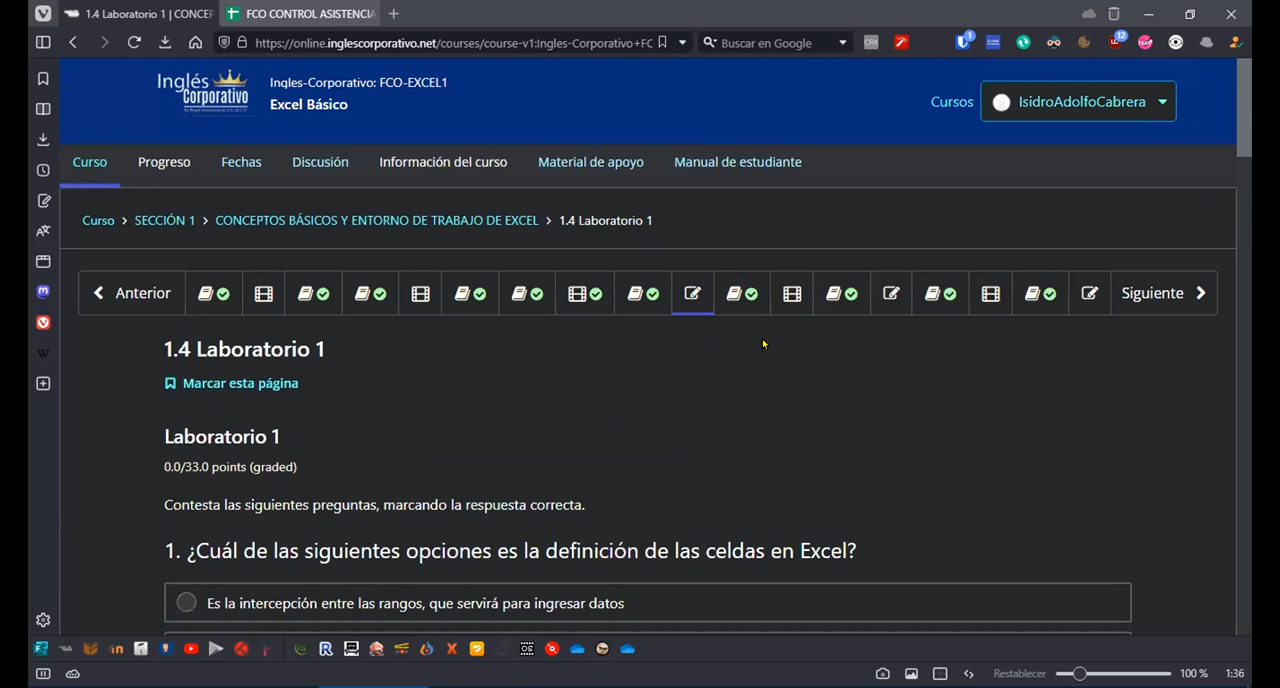 1.4 Laboratorio 1 | CONCEP
FCO CONTROL ASISTENCIA
https://online.inglescorporativo.net/courses/course-v1:Ingles-Corporativo+FC
Buscar en Google
CRX
1
12
Inglés
Corporativo
Ingles-Corporativo: FCO-EXCEL1
Excel Básico
Cursos
IsidroAdolfoCabrera
Curso
Progreso
Fechas
Discusión
Información del curso
Material de apoyo
Manual de estudiante
Curso > SECCIÓN 1 > CONCEPTOS BÁSICOS Y ENTORNO DE TRABAJO DE EXCEL > 1.4 Laboratorio 1
Anterior
Siguiente
1.4 Laboratorio 1
Marcar esta página
Laboratorio 1
0.0/33.0 points (graded)
Contesta las siguientes preguntas, marcando la respuesta correcta.
1. ¿Cuál de las siguientes opciones es la definición de las celdas en Excel?
Es la intercepción entre las rangos, que servirá para ingresar datos
Restablecer
100 %
1:36